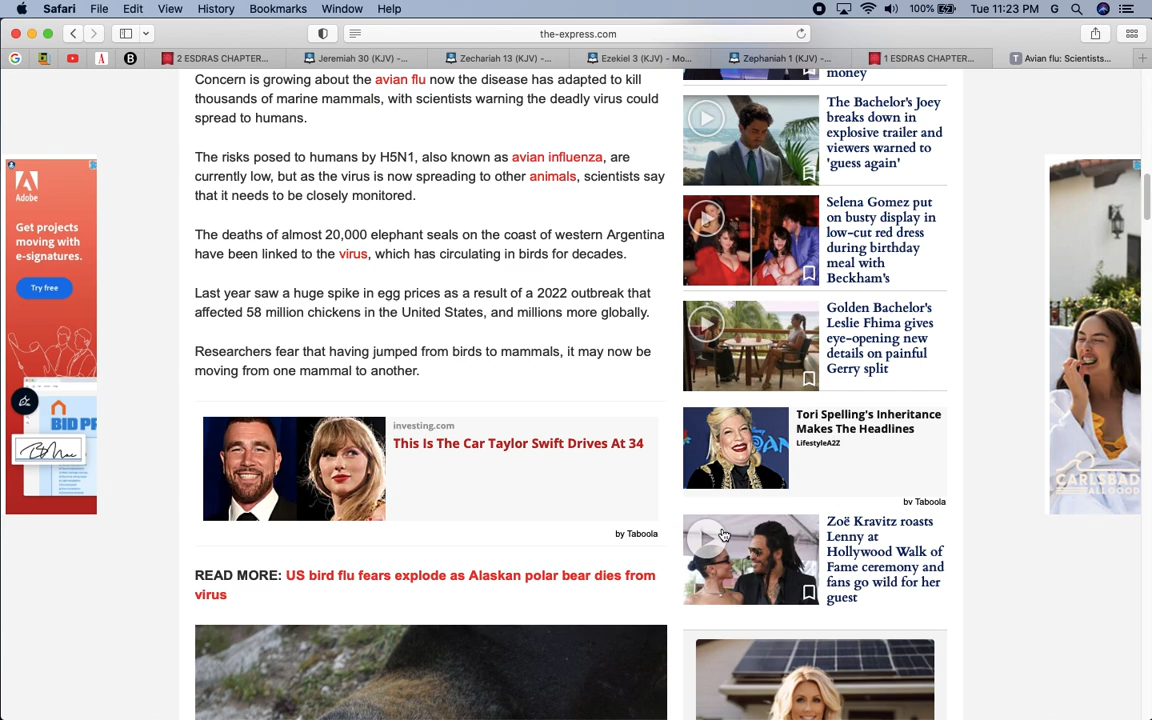 Safari File Edit View History Bookmarks Window Help
100% Tue 11:23 PM G
the-express.com
G A B 2 ESDRAS CHAPTER... Jeremiah 30 (KJV) -... Zechariah 13 (KJV) -... Ezekiel 3 (KJV) - Mo... Zephaniah 1 (KJV) -... 1 ESDRAS CHAPTER... T Avian flu: Scientists...
Concern is growing about the avian flu now the disease has adapted to kill
thousands of marine mammals, with scientists warning the deadly virus could
spread to humans.
The risks posed to humans by H5N1, also known as avian influenza, are
currently low, but as the virus is now spreading to other animals, scientists say
that it needs to be closely monitored.
The deaths of almost 20,000 elephant seals on the coast of western Argentina
have been linked to the virus, which has circulating in birds for decades.
Last year saw a huge spike in egg prices as a result of a 2022 outbreak that
affected 58 million chickens in the United States, and millions more globally.
Researchers fear that having jumped from birds to mammals, it may now be
moving from one mammal to another.
investing.com
This Is The Car Taylor Swift Drives At 34
by Taboola
READ MORE: US bird flu fears explode as Alaskan polar bear dies from
virus
money
The Bachelor's Joey
breaks down in
explosive trailer and
viewers warned to
'guess again'
Selena Gomez put
on busty display in
low-cut red dress
during birthday
meal with
Beckham's
Golden Bachelor's
Leslie Fhima gives
eye-opening new
details on painful
Gerry split
Tori Spelling's Inheritance
Makes The Headlines
LifestyleA2Z
by Taboola
Zoë Kravitz roasts
Lenny at
Hollywood Walk of
Fame ceremony and
fans go wild for her
guest
Adobe
Get projects
moving with
e-signatures.
Try free
BID PR
CARLSBAD
ALL GOOD